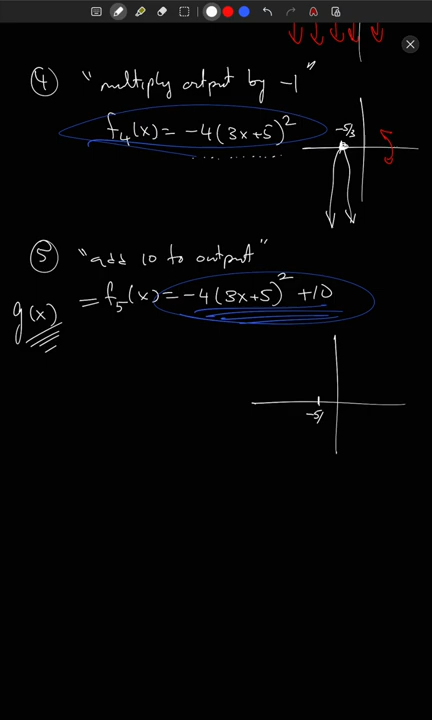 ④ "multiply output by -1"
f₄(x) = -4(3x+5)²
-5/3
⑤ "add 10 to output"
g(x) = f₅(x) = -4(3x+5)² + 10
-5/